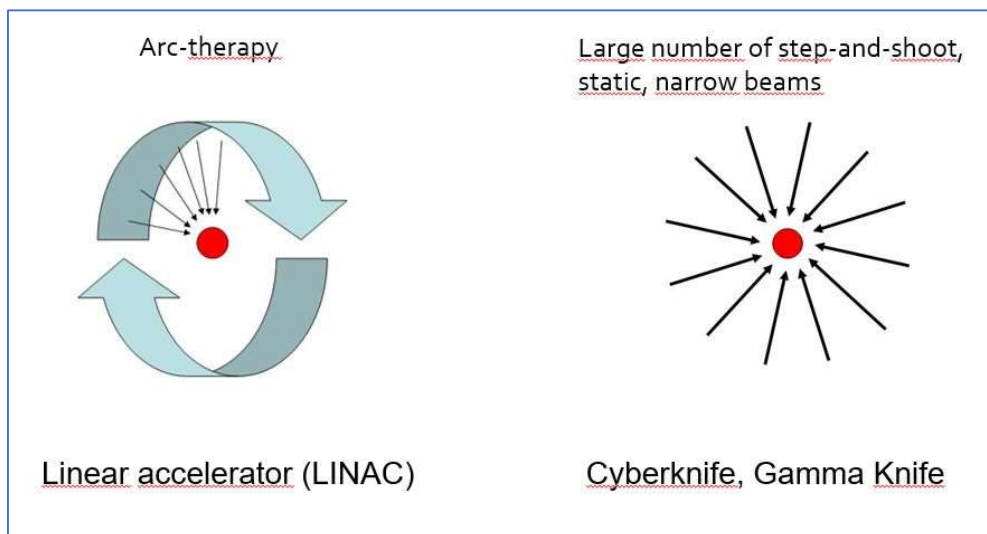 Arc-therapy
Large number of step-and-shoot,
static, narrow beams
Linear accelerator (LINAC)
Cyberknife, Gamma Knife